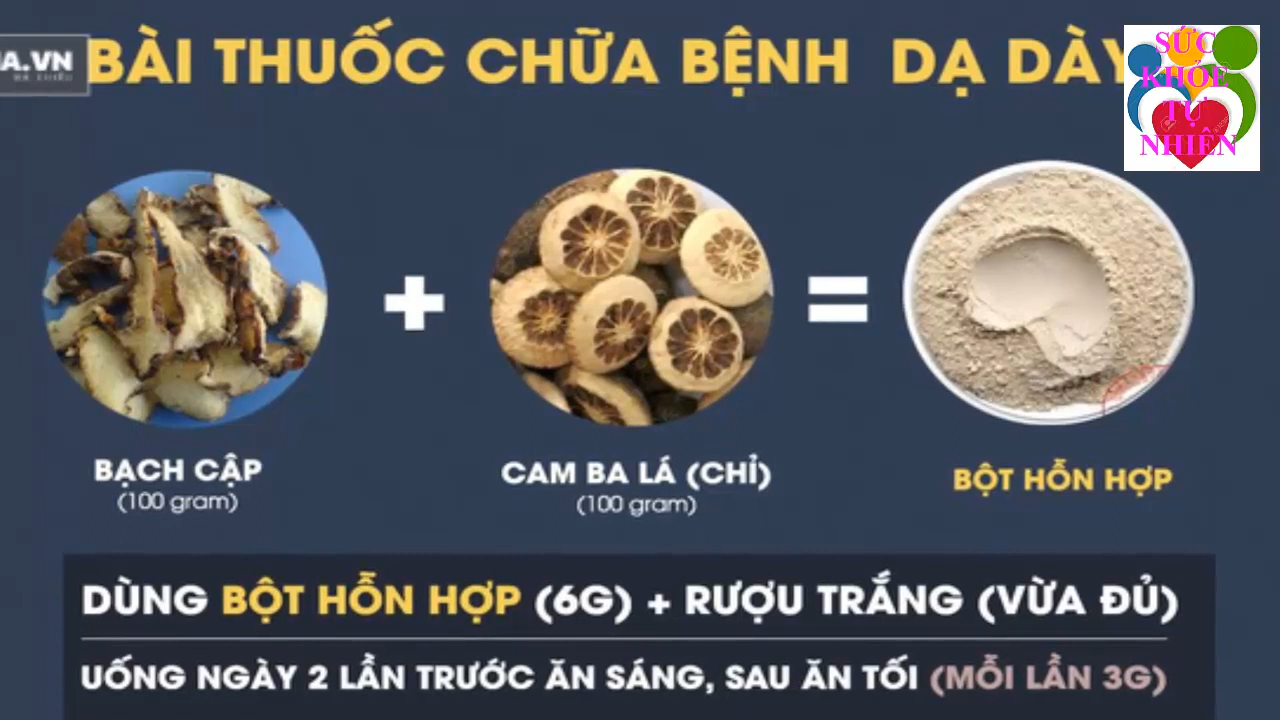 BÀI THUỐC CHỮA BỆNH DẠ DÀY
A.VN
SỨC
KHỎE
TỰ
NHIÊN
BẠCH CẬP
(100 gram)
CAM BA LÁ (CHỈ)
(100 gram)
BỘT HỖN HỢP
DÙNG BỘT HỖN HỢP (6G) + RƯỢU TRẮNG (VỪA ĐỦ)
UỐNG NGÀY 2 LẦN TRƯỚC ĂN SÁNG, SAU ĂN TỐI (MỖI LẦN 3G)